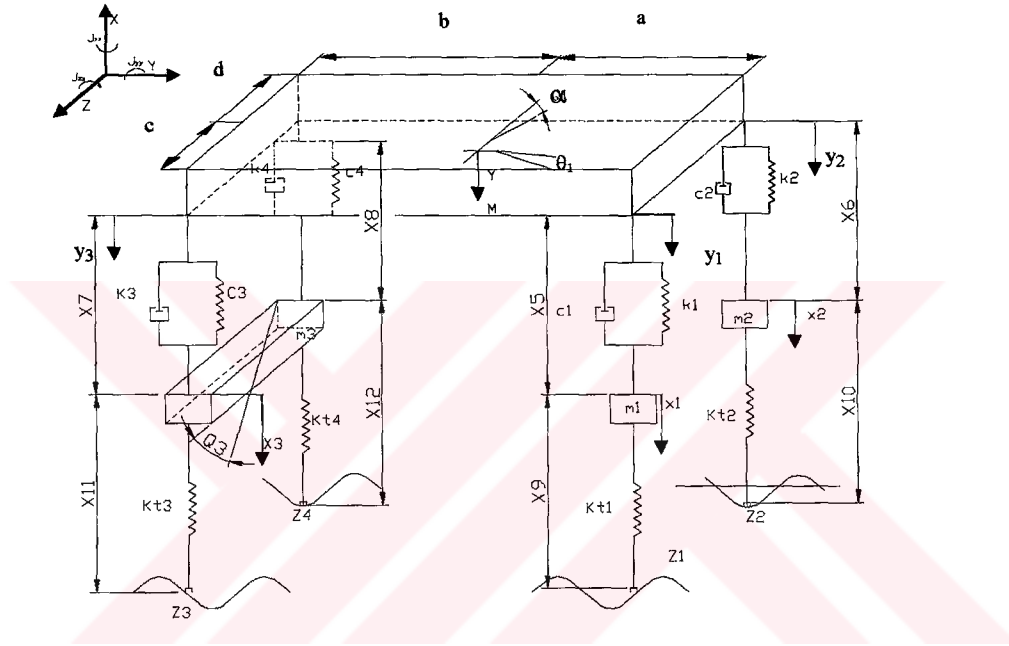 b
a
X
Y
Z
d
c
α
θ1
Y
M
k4
c4
X8
y2
c2
k2
X6
y3
y1
X7
K3
C3
X5
c1
k1
m2
x2
m3
X12
m1
x1
Kt2
X10
Q3
X3
Kt4
X11
Kt3
X9
Kt1
Z4
Z2
Z1
Z3